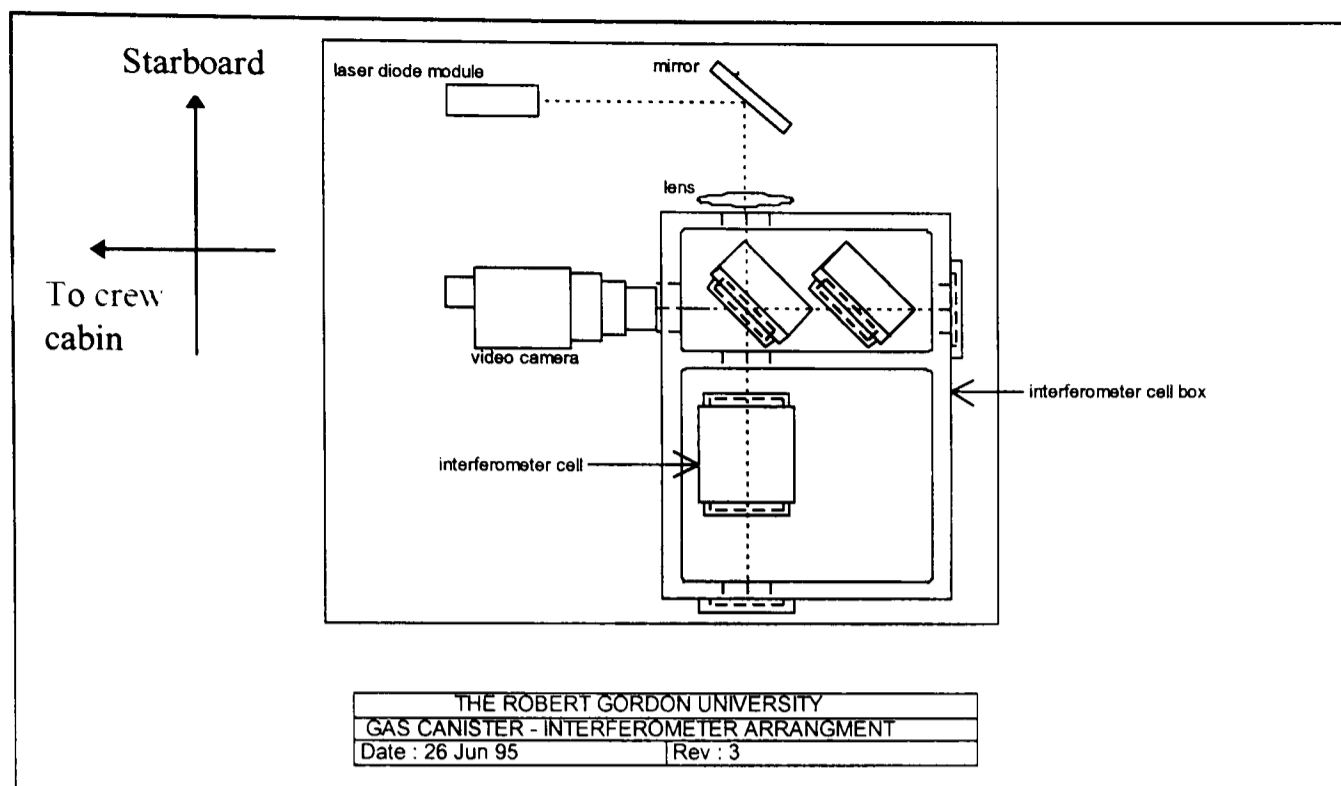 Starboard
To crew
cabin
laser diode module
mirror
lens
video camera
interferometer cell box
interferometer cell
THE ROBERT GORDON UNIVERSITY
GAS CANISTER - INTERFEROMETER ARRANGMENT
Date : 26 Jun 95
Rev : 3